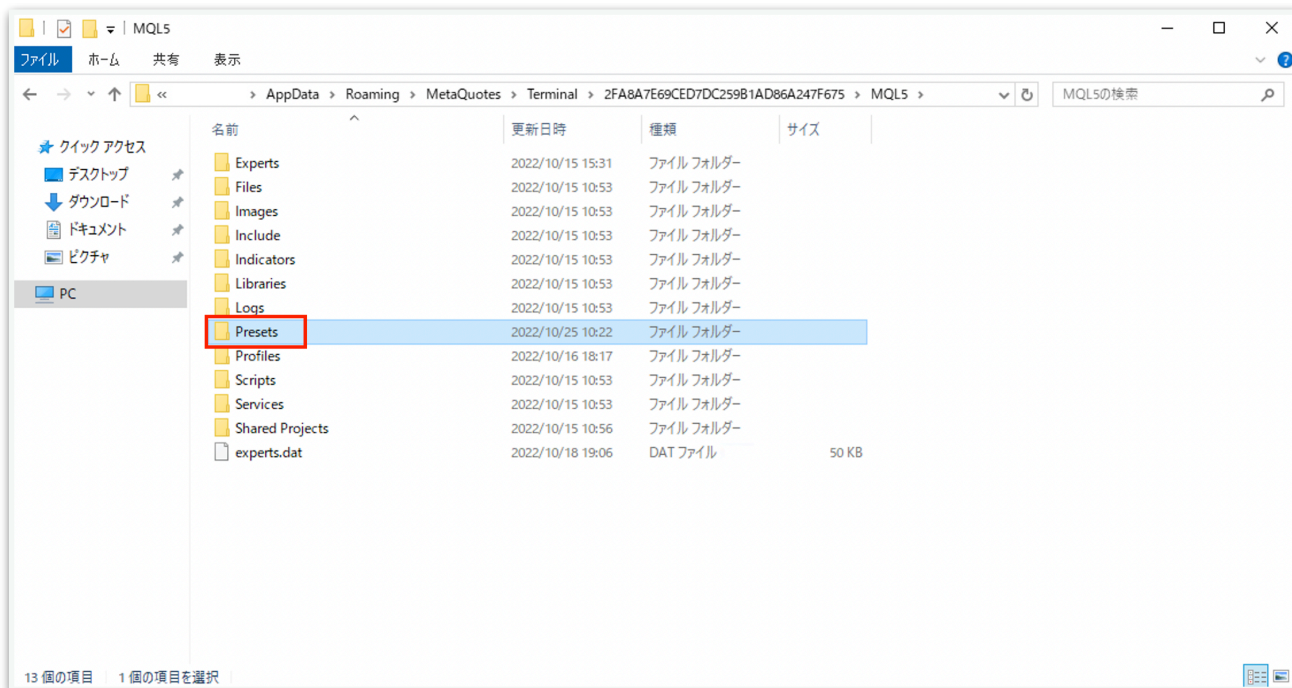 MQL5
ファイル ホーム 共有 表示
« › AppData › Roaming › MetaQuotes › Terminal › 2FA8A7E69CED7DC259B1AD86A247F675 › MQL5 › MQL5の検索
名前 更新日時 種類 サイズ
クイック アクセス
デスクトップ
ダウンロード
ドキュメント
ピクチャ
PC
Experts 2022/10/15 15:31 ファイル フォルダー
Files 2022/10/15 10:53 ファイル フォルダー
Images 2022/10/15 10:53 ファイル フォルダー
Include 2022/10/15 10:53 ファイル フォルダー
Indicators 2022/10/15 10:53 ファイル フォルダー
Libraries 2022/10/15 10:53 ファイル フォルダー
Logs 2022/10/15 10:53 ファイル フォルダー
Presets 2022/10/25 10:22 ファイル フォルダー
Profiles 2022/10/16 18:17 ファイル フォルダー
Scripts 2022/10/15 10:53 ファイル フォルダー
Services 2022/10/15 10:53 ファイル フォルダー
Shared Projects 2022/10/15 10:56 ファイル フォルダー
experts.dat 2022/10/18 19:06 DAT ファイル 50 KB
13 個の項目 1 個の項目を選択